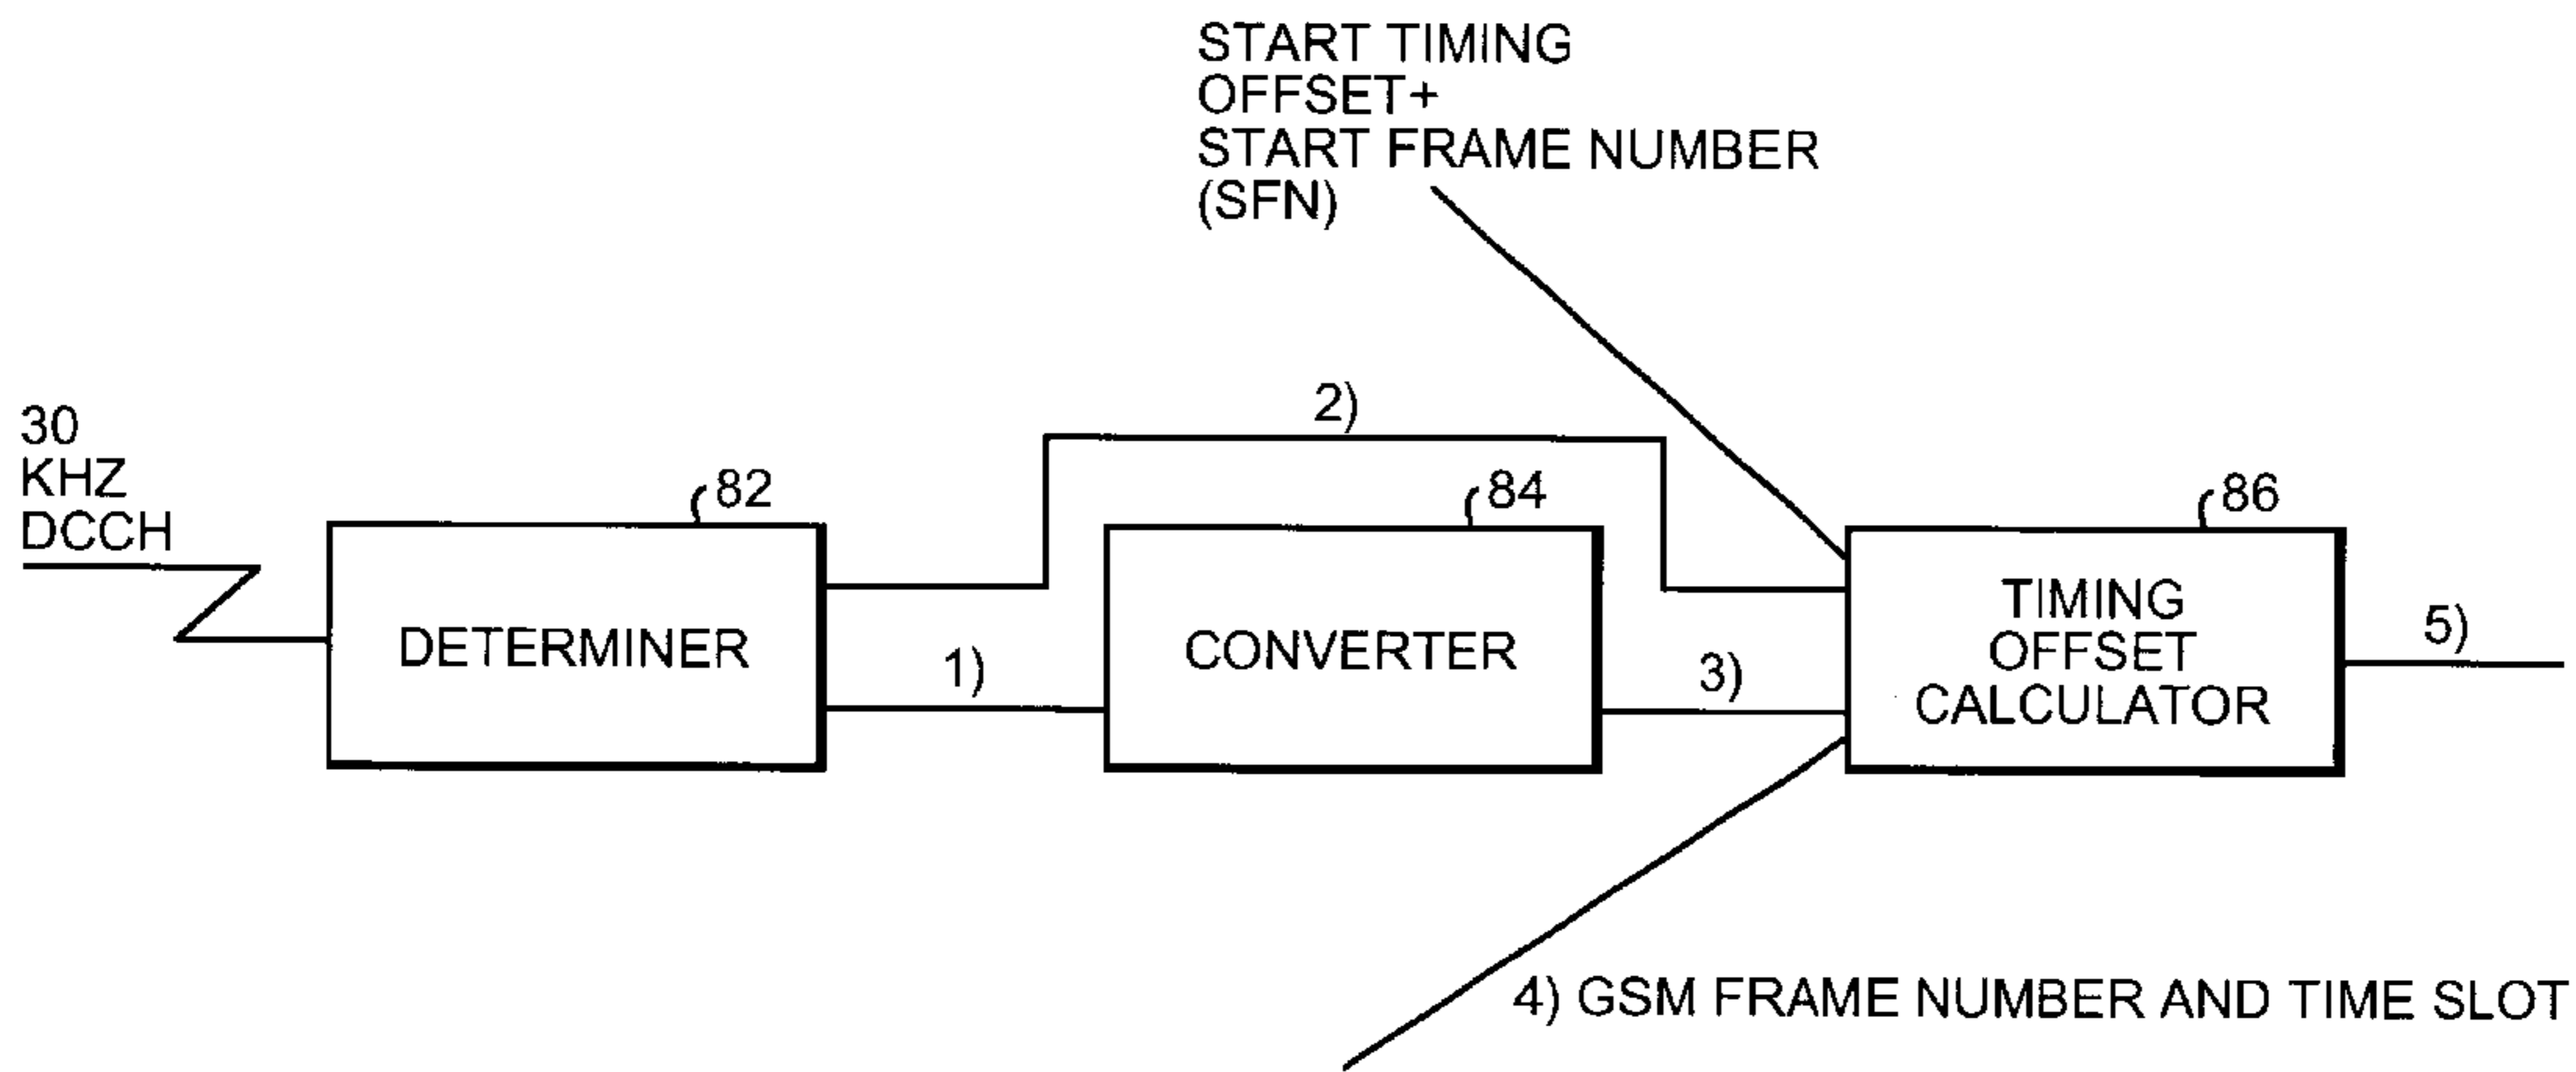 START TIMING
OFFSET+
START FRAME NUMBER
(SFN)
30
KHZ
DCCH
82
DETERMINER
1)
2)
84
CONVERTER
3)
86
TIMING
OFFSET
CALCULATOR
5)
4) GSM FRAME NUMBER AND TIME SLOT